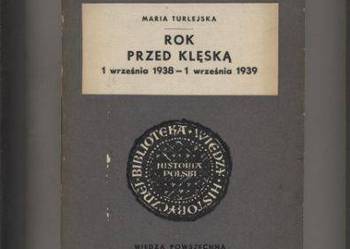 MARIA TURLEJSKA
ROK
PRZED KLĘSKĄ
1 września 1938 – 1 września 1939
BIBLIOTEKA WIEDZY HISTORYCZNEJ
HISTORIA
POLSKI
WIEDZA POWSZECHNA